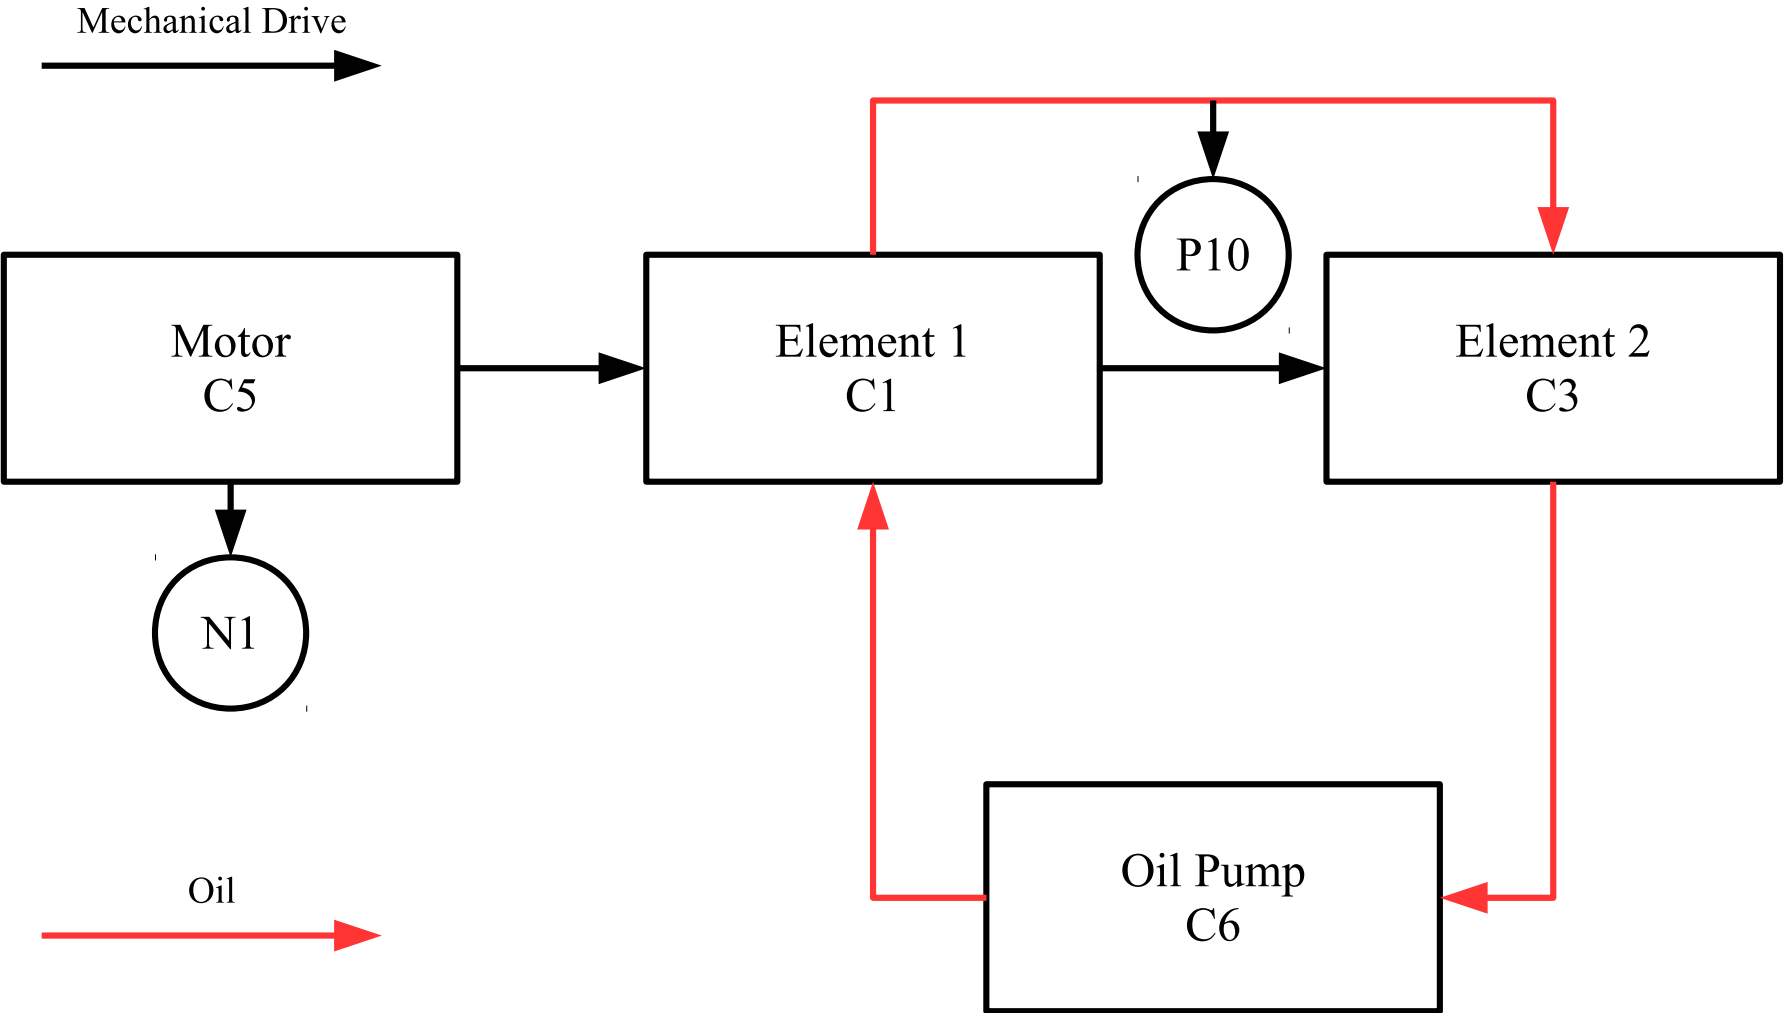 Mechanical Drive
P10
Motor
C5
Element 1
C1
Element 2
C3
N1
Oil
Oil Pump
C6